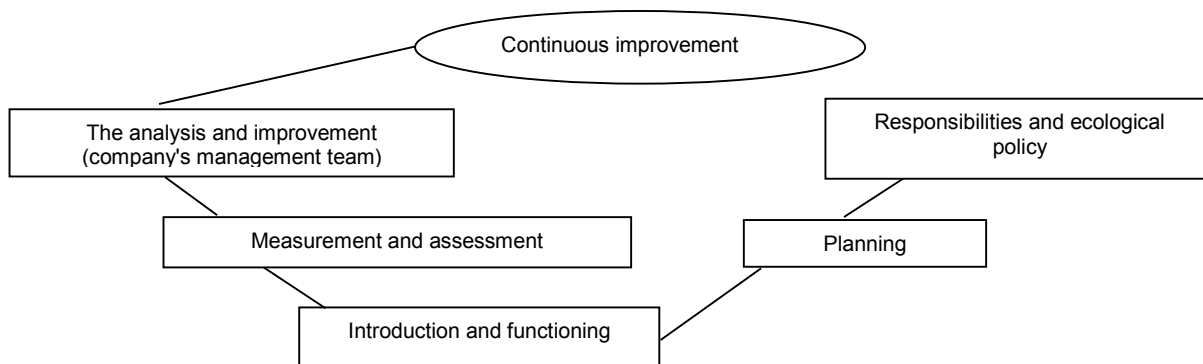 Continuous improvement
The analysis and improvement
(company's management team)
Responsibilities and ecological
policy
Measurement and assessment
Planning
Introduction and functioning